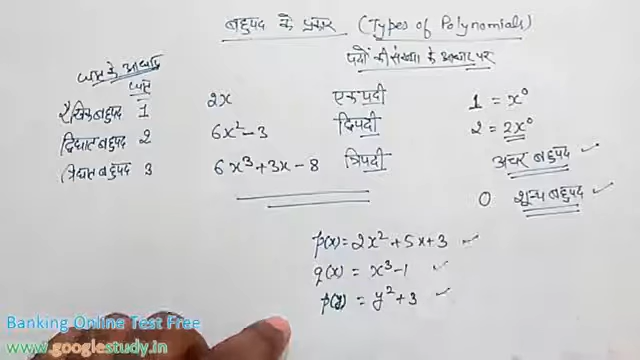 बहुपद के प्रकार (Types of Polynomials)
घात के आधार
पदों की संख्या के आधार पर
घात
रैखिक बहुपद 1 2x एकपदी 1 = x⁰
द्विघात बहुपद 2 6x²-3 द्विपदी 2 = 2x⁰
त्रिघात बहुपद 3 6x³+3x-8 त्रिपदी अचर बहुपद
0 शून्य बहुपद
p(x) = 2x²+5x+3
q(x) = x³-1
p(y) = y²+3
Banking Online Test Free
www.googlestudy.in